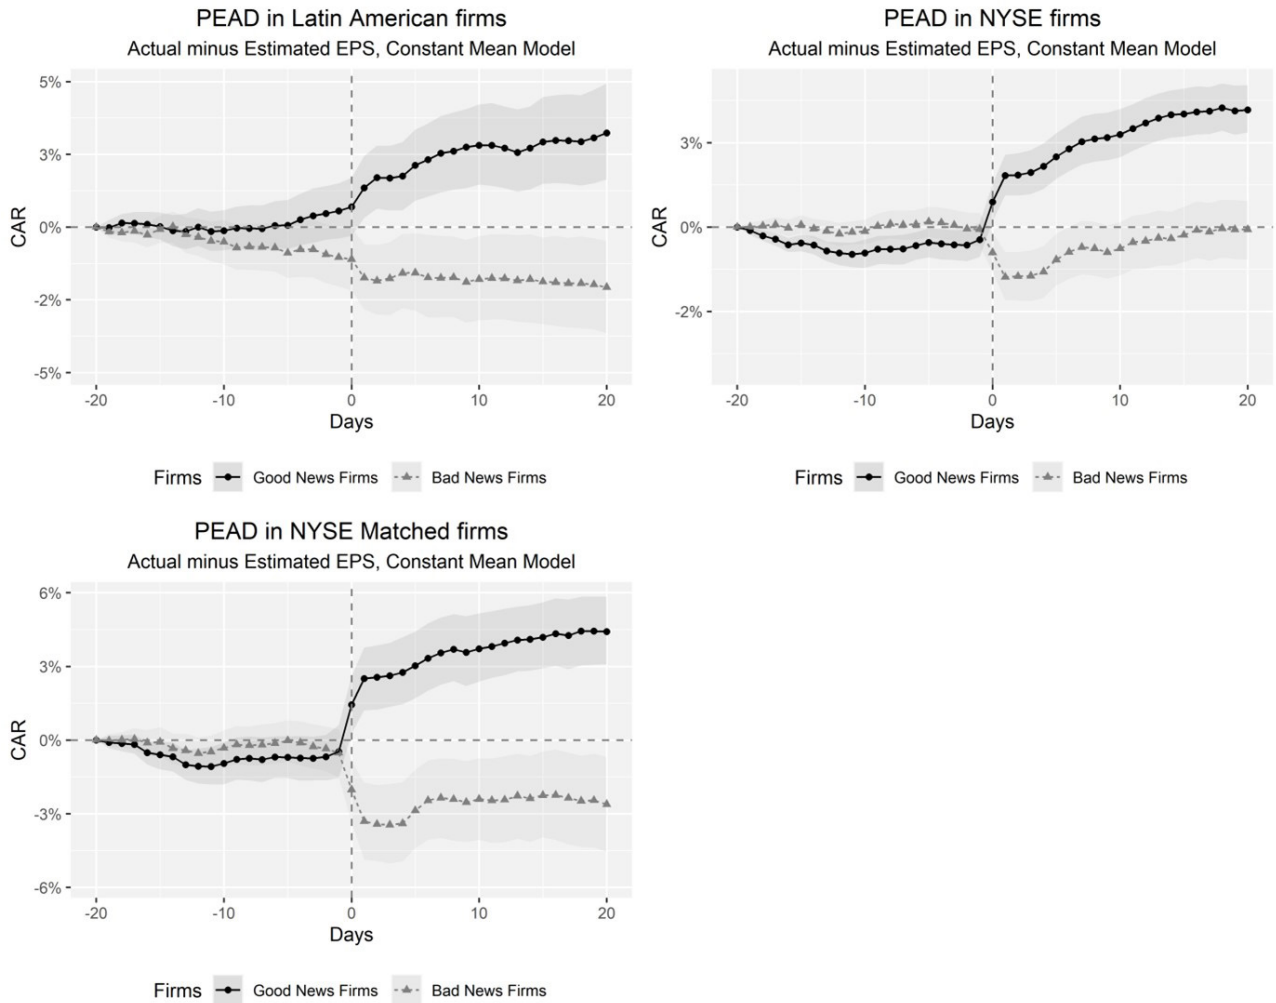 PEAD in Latin American firms
Actual minus Estimated EPS, Constant Mean Model
5%
3%
0%
-2%
-5%
CAR
-20 -10 0 10 20
Days
Firms Good News Firms Bad News Firms
PEAD in NYSE firms
Actual minus Estimated EPS, Constant Mean Model
3%
0%
-2%
CAR
-20 -10 0 10 20
Days
Firms Good News Firms Bad News Firms
PEAD in NYSE Matched firms
Actual minus Estimated EPS, Constant Mean Model
6%
3%
0%
-3%
-6%
CAR
-20 -10 0 10 20
Days
Firms Good News Firms Bad News Firms